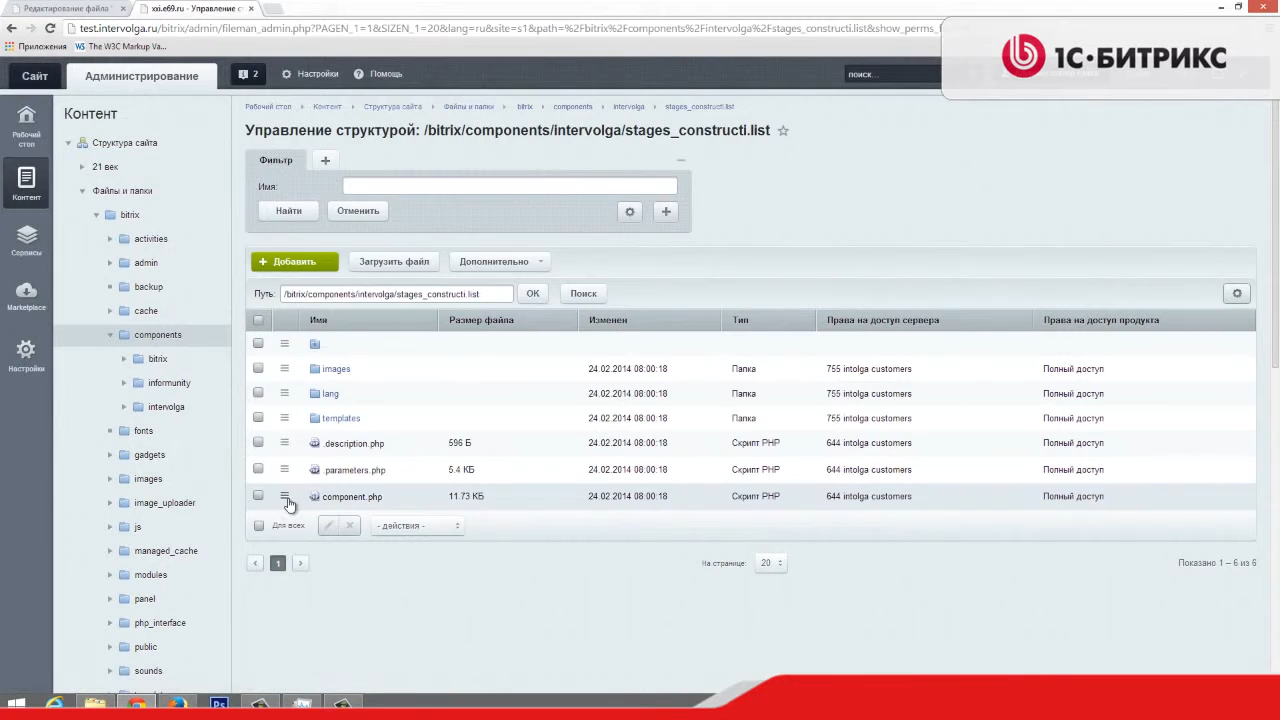 Редактирование файла "/
xxi.e69.ru - Управление с
test.intervolga.ru/bitrix/admin/fileman_admin.php?PAGEN_1=1&SIZEN_1=20&lang=ru&site=s1&path=%2Fbitrix%2Fcomponents%2Fintervolga%2Fstages_constructi.list&show_perms_f
Приложения
The W3C Markup Va...
1С·БИТРИКС
Сайт
Администрирование
2
Настройки
Помощь
поиск...
Рабочий стол
Контент
Структура сайта
Файлы и папки
bitrix
components
intervolga
stages_constructi.list
Управление структурой: /bitrix/components/intervolga/stages_constructi.list
Рабочий
стол
Контент
Сервисы
Marketplace
Настройки
Контент
Структура сайта
21 век
Файлы и папки
bitrix
activities
admin
backup
cache
components
bitrix
informunity
intervolga
fonts
gadgets
images
image_uploader
js
managed_cache
modules
panel
php_interface
public
sounds
Фильтр
Имя:
Найти
Отменить
Добавить
Загрузить файл
Дополнительно
Путь:
/bitrix/components/intervolga/stages_constructi.list
OK
Поиск
Имя Размер файла Изменен Тип Права на доступ сервера Права на доступ продукта
images 24.02.2014 08:00:18 Папка 755 intolga customers Полный доступ
lang 24.02.2014 08:00:18 Папка 755 intolga customers Полный доступ
templates 24.02.2014 08:00:18 Папка 755 intolga customers Полный доступ
.description.php 596 Б 24.02.2014 08:00:18 Скрипт PHP 644 intolga customers Полный доступ
.parameters.php 5.4 КБ 24.02.2014 08:00:18 Скрипт PHP 644 intolga customers Полный доступ
component.php 11.73 КБ 24.02.2014 08:00:18 Скрипт PHP 644 intolga customers Полный доступ
Для всех
- действия -
1
На странице:
20
Показано 1 – 6 из 6
Ps